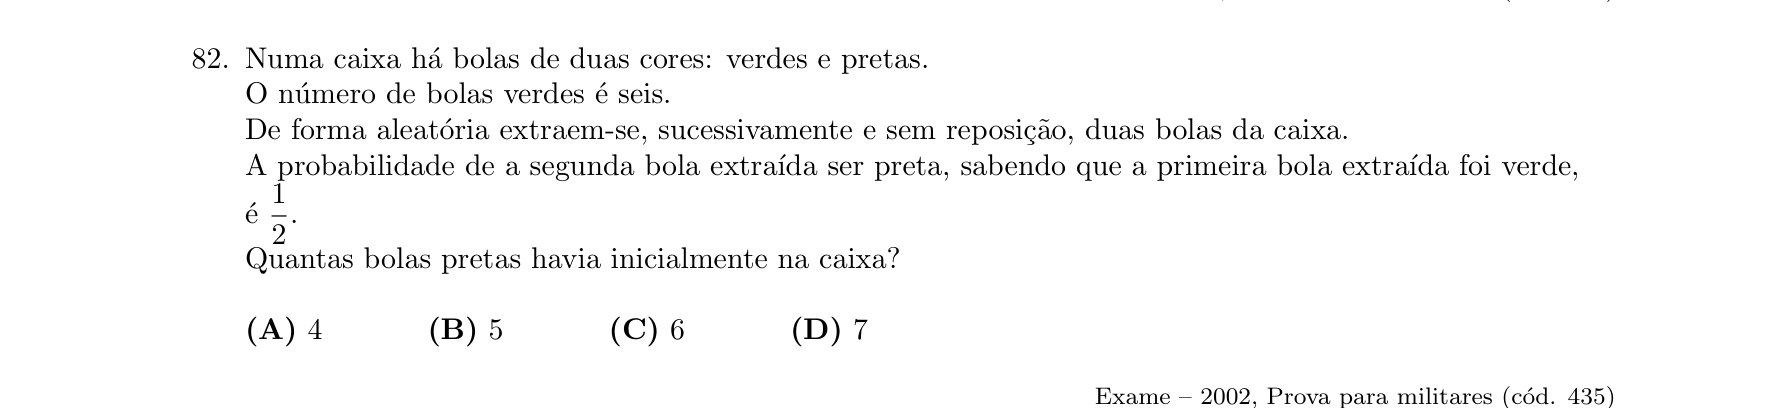 82. Numa caixa há bolas de duas cores: verdes e pretas.
O número de bolas verdes é seis.
De forma aleatória extraem-se, sucessivamente e sem reposição, duas bolas da caixa.
A probabilidade de a segunda bola extraída ser preta, sabendo que a primeira bola extraída foi verde,
é 1/2.
Quantas bolas pretas havia inicialmente na caixa?
(A) 4 (B) 5 (C) 6 (D) 7
Exame – 2002, Prova para militares (cód. 435)